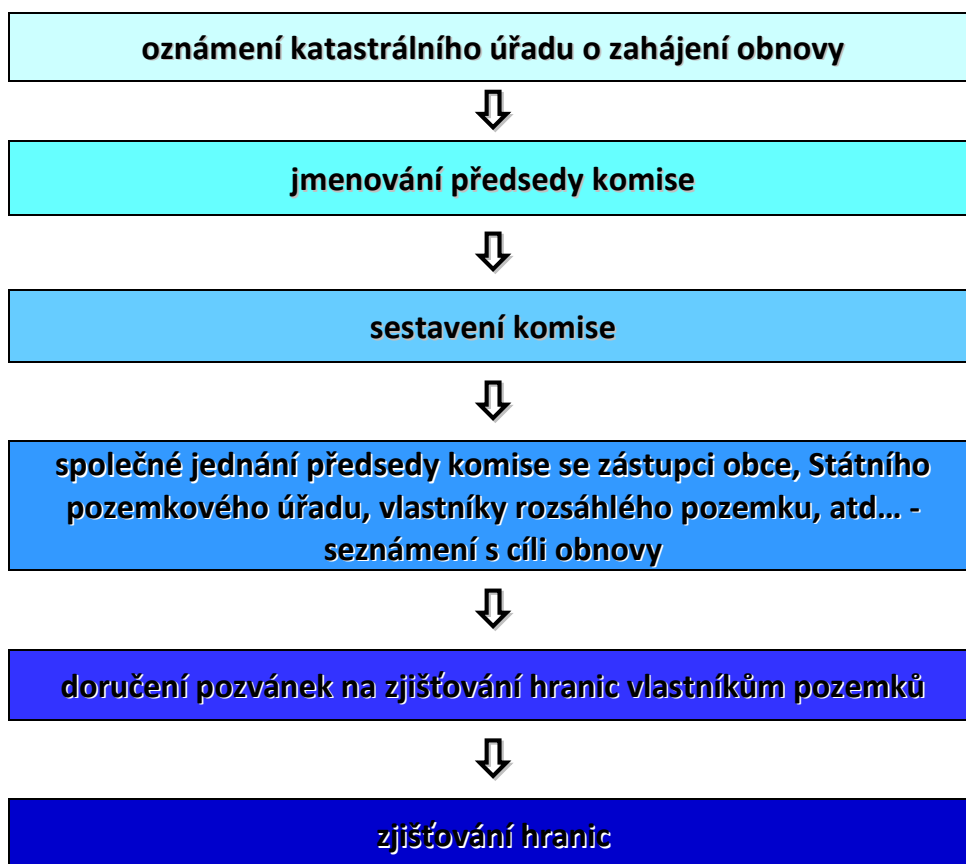 oznámení katastrálního úřadu o zahájení obnovy
jmenování předsedy komise
sestavení komise
společné jednání předsedy komise se zástupci obce, Státního
pozemkového úřadu, vlastníky rozsáhlého pozemku, atd... -
seznámení s cíli obnovy
doručení pozvánek na zjišťování hranic vlastníkům pozemků
zjišťování hranic